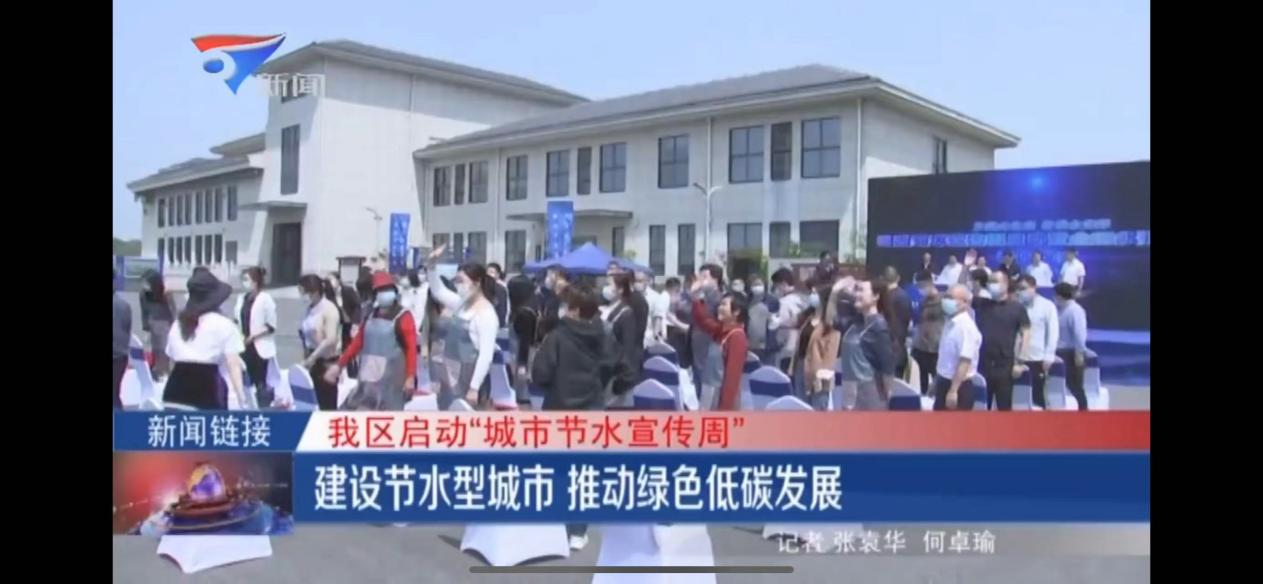 新闻
新闻链接
我区启动“城市节水宣传周”
建设节水型城市 推动绿色低碳发展
记者 张袁华 何卓瑜